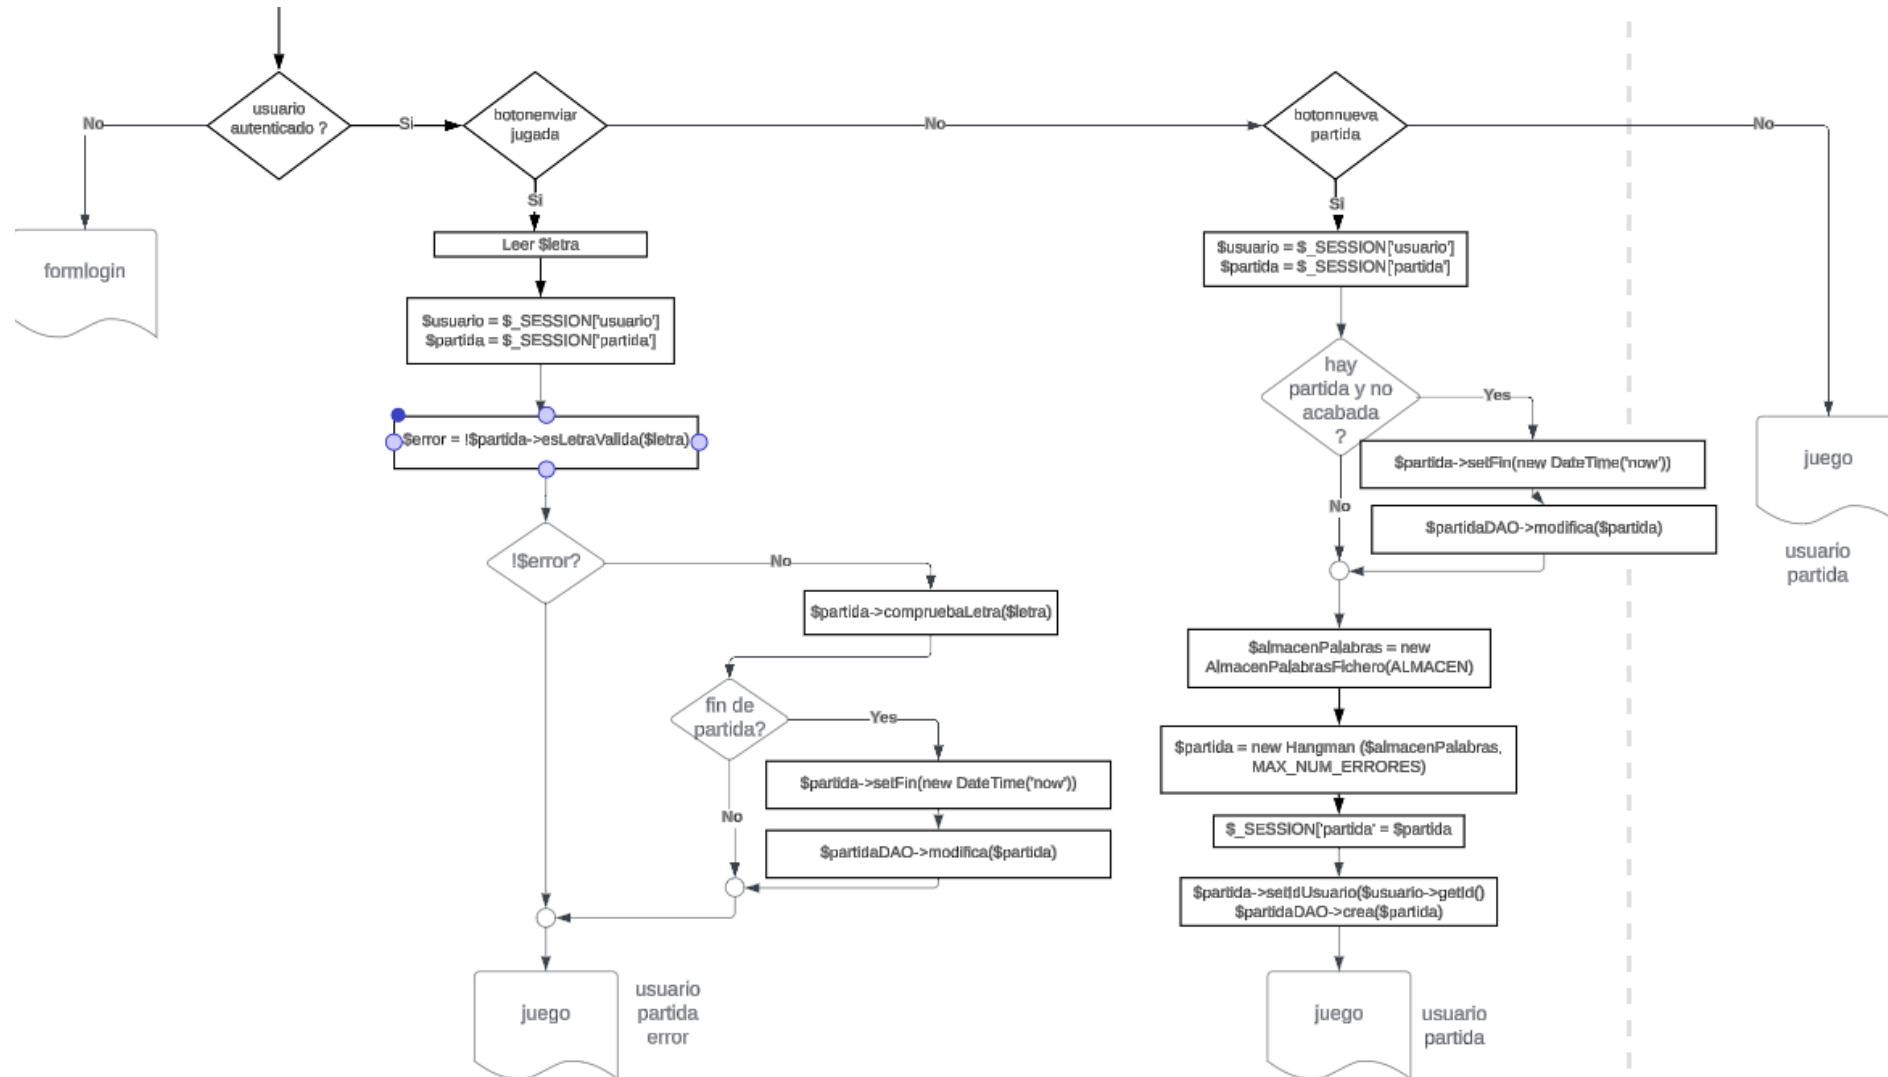 usuario
autenticado ?
No
Si
botonenviar
jugada
No
botonnueva
partida
No
Si
Si
formlogin
Leer $letra
$usuario = $_SESSION['usuario']
$partida = $_SESSION['partida']
$error = !$partida->esLetraValida($letra)
!$error?
No
$partida->compruebaLetra($letra)
fin de
partida?
Yes
$partida->setFin(new DateTime('now'))
No
$partidaDAO->modifica($partida)
juego
usuario
partida
error
$usuario = $_SESSION['usuario']
$partida = $_SESSION['partida']
hay
partida y no
acabada
?
Yes
$partida->setFin(new DateTime('now'))
No
$partidaDAO->modifica($partida)
$almacenPalabras = new
AlmacenPalabrasFichero(ALMACEN)
$partida = new Hangman ($almacenPalabras,
MAX_NUM_ERRORES)
$_SESSION['partida' = $partida
$partida->setIdUsuario($usuario->getId()
$partidaDAO->crea($partida)
juego
usuario
partida
juego
usuario
partida